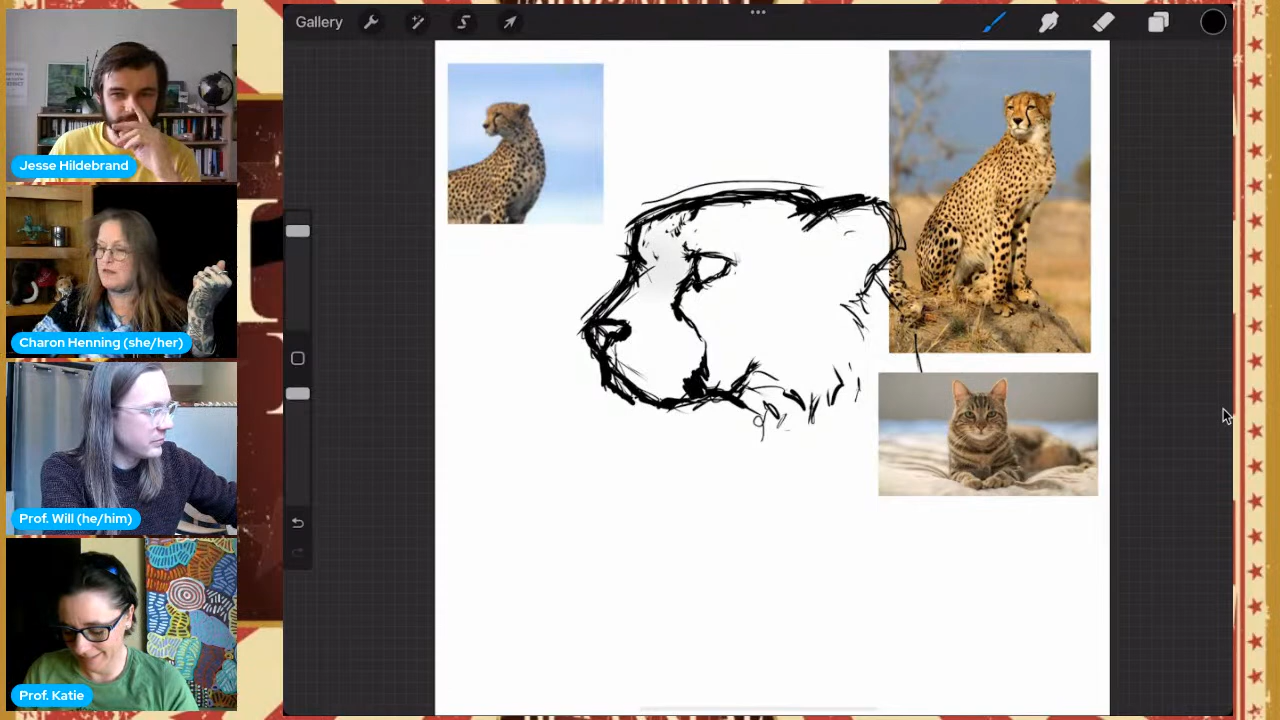 Gallery
Jesse Hildebrand
Charon Henning (she/her)
Prof. Will (he/him)
Prof. Katie